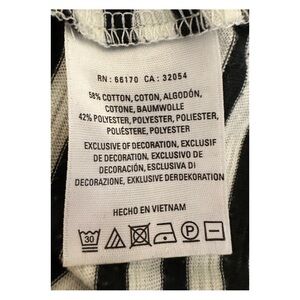 RN : 66170 CA : 32054
58% COTTON, COTON, ALGODÓN,
COTONE, BAUMWOLLE
42% POLYESTER, POLYESTER, POLIESTER,
POLIÉSTERE, POLYESTER
EXCLUSIVE OF DECORATION, EXCLUSIF
DE DECORATION, EXCLUSIVO DE
DECORACIÓN, ESCLUSIVA DI
DECORAZIONE, EXKLUSIVE DERDEKORATION
HECHO EN VIETNAM
30
P